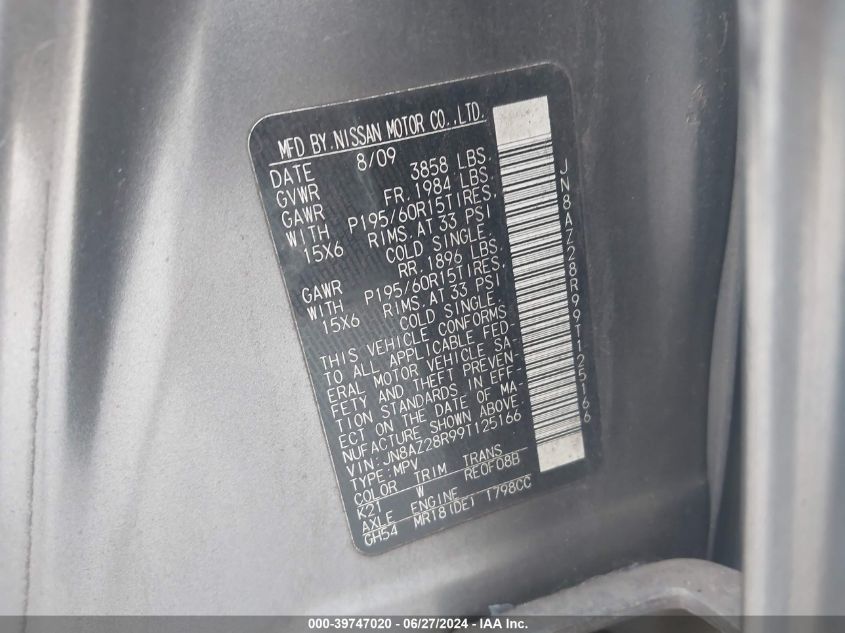 MFD BY.NISSAN MOTOR CO.,LTD.
DATE 8/09
GVWR 3858 LBS.
GAWR FR. 1984 LBS.
WITH P195/60R15TIRES.
15X6 RIMS. AT 33 PSI
COLD SINGLE.
GAWR RR. 1896 LBS.
WITH P195/60R15TIRES.
15X6 RIMS. AT 33 PSI
COLD SINGLE.
THIS VEHICLE CONFORMS
TO ALL APPLICABLE FED-
ERAL MOTOR VEHICLE SA-
FETY AND THEFT PREVEN-
TION STANDARDS IN EFF-
ECT ON THE DATE OF MA-
NUFACTURE SHOWN ABOVE.
VIN: JN8AZ28R99T125166
TYPE: MPV
COLOR TRIM TRANS
K21 W RE0F08B
AXLE ENGINE
GH54 MR18(DE) 1798CC
JN8AZ28R99T125166
000-39747020 - 06/27/2024 - IAA, Inc.